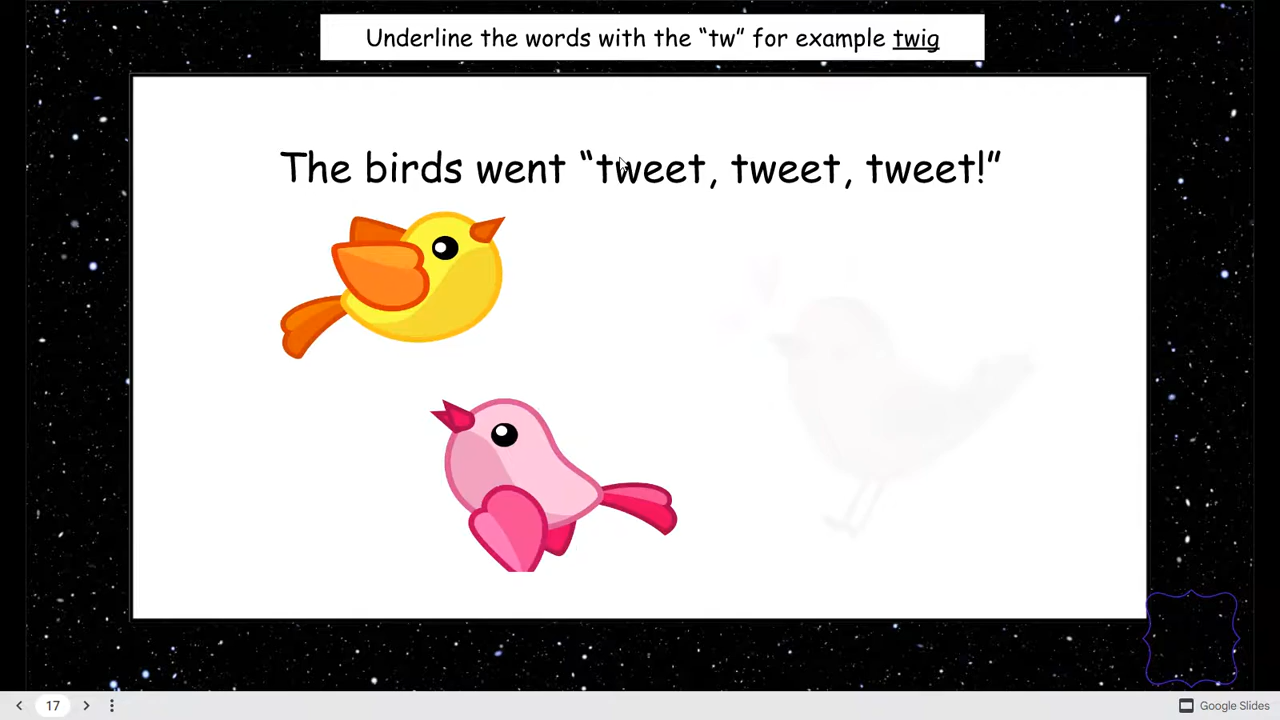 Underline the words with the “tw” for example twig
The birds went “tweet, tweet, tweet!”
17
Google Slides